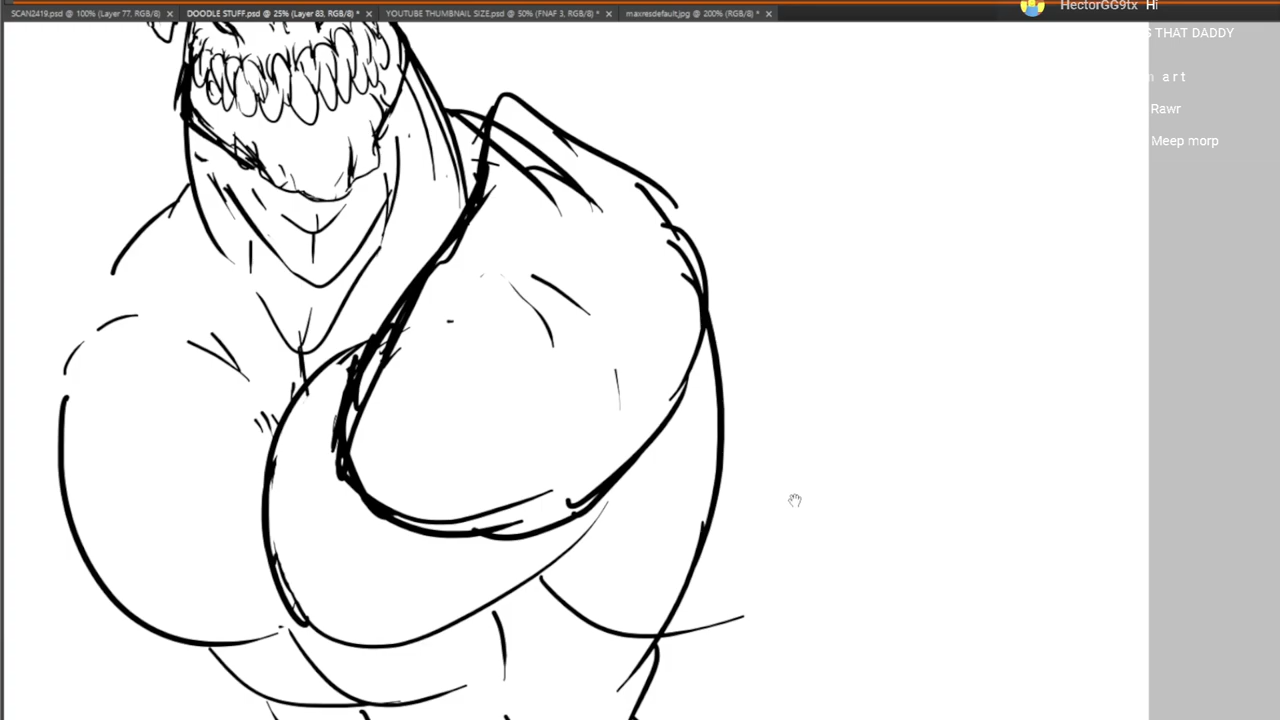 SCAN2419.psd @ 100% (Layer 77, RGB/8) × DOODLE STUFF.psd @ 25% (Layer 83, RGB/8) * × YOUTUBE THUMBNAIL SIZE.psd @ 50% (FNAF 3, RGB/8) * × maxresdefault.jpg @ 200% (RGB/8) * ×
HectorGG9tx Hi
S THAT DADDY
art
Rawr
Meep morp